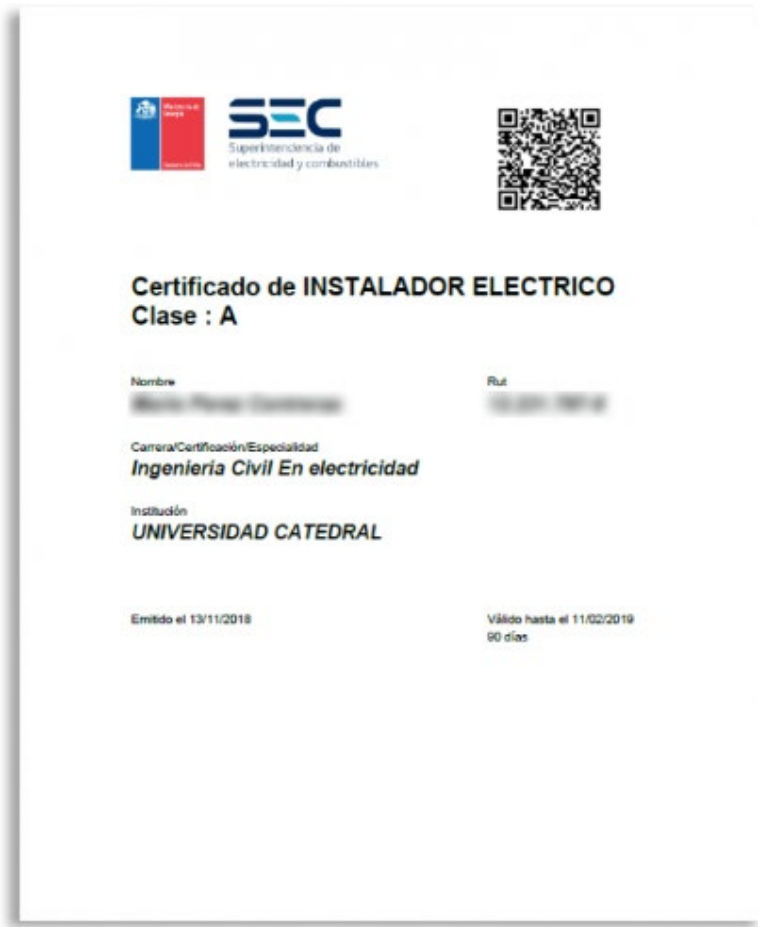 SEC
Superintendencia de
electricidad y combustibles
Certificado de INSTALADOR ELECTRICO
Clase : A
Nombre
Rut
Carrera/Certificación/Especialidad
Ingenieria Civil En electricidad
Institución
UNIVERSIDAD CATEDRAL
Emitido el 13/11/2018
Válido hasta el 11/02/2019
90 días